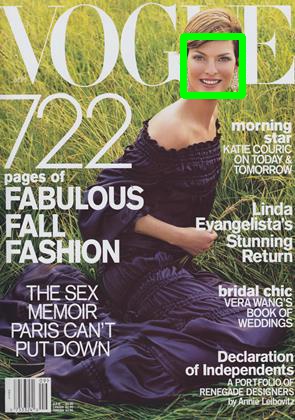 VOGUE
722
pages of
FABULOUS
FALL
FASHION
THE SEX
MEMOIR
PARIS CAN'T
PUT DOWN
morning
star
KATIE COURIC
ON TODAY &
TOMORROW
Linda
Evangelista's
Stunning
Return
bridal chic
VERA WANG'S
BOOK OF
WEDDINGS
Declaration
of Independents
A PORTFOLIO OF
RENEGADE DESIGNERS
by Annie Leibovitz